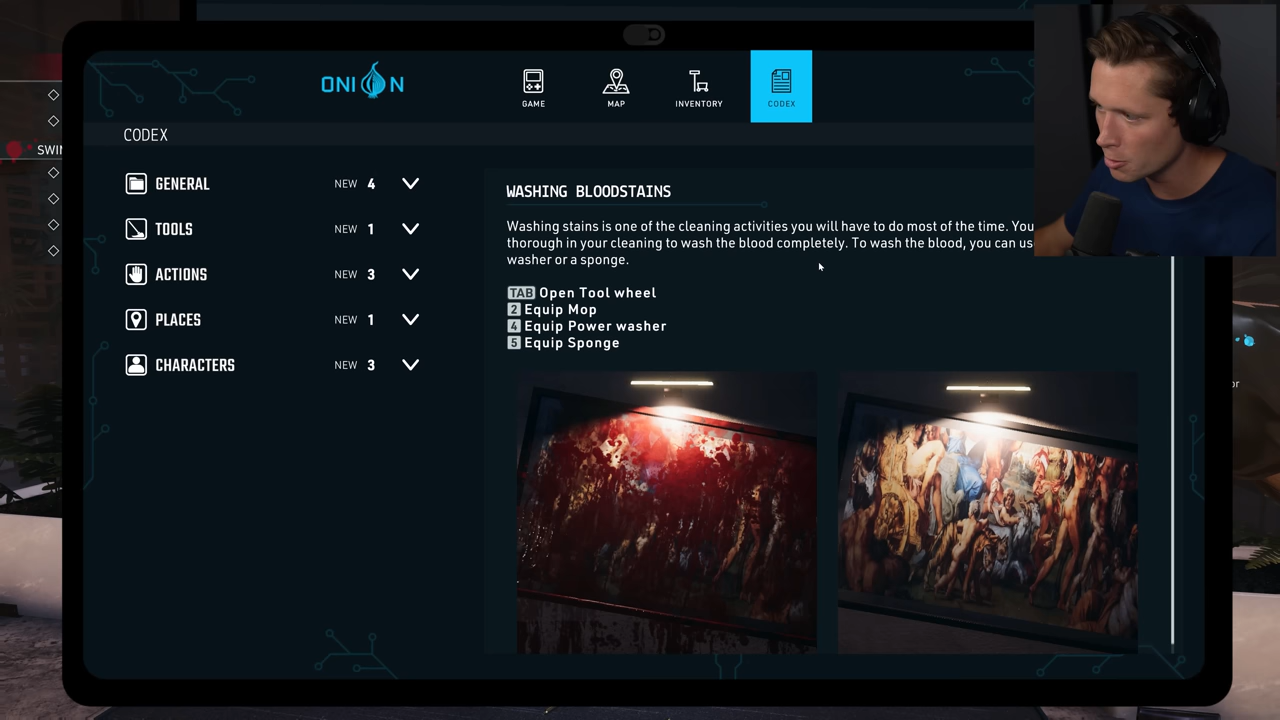 ONION
GAME
MAP
INVENTORY
CODEX
CODEX
GENERAL NEW 4
TOOLS NEW 1
ACTIONS NEW 3
PLACES NEW 1
CHARACTERS NEW 3
WASHING BLOODSTAINS
Washing stains is one of the cleaning activities you will have to do most of the time. You
thorough in your cleaning to wash the blood completely. To wash the blood, you can use
washer or a sponge.
TAB Open Tool wheel
2 Equip Mop
4 Equip Power washer
5 Equip Sponge
SWIM
or